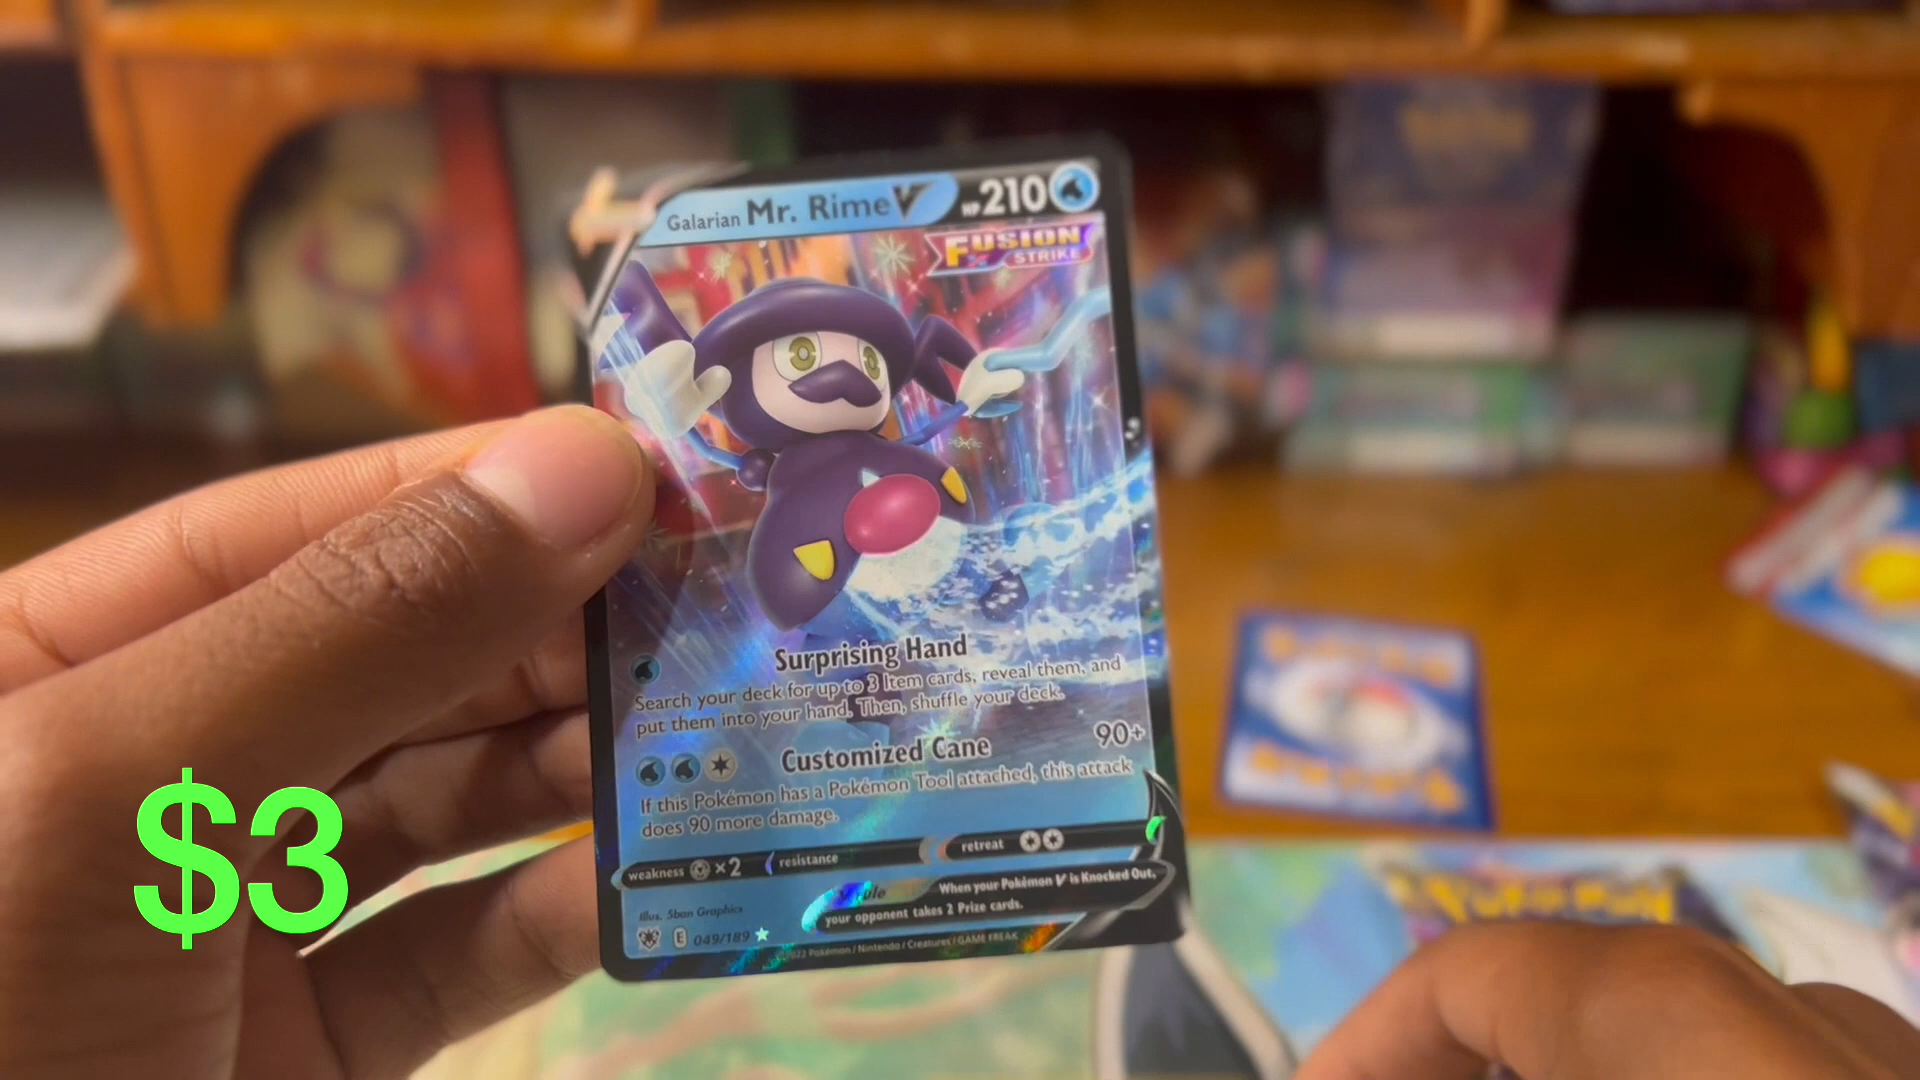 Galarian Mr. Rime V HP 210
FUSION
STRIKE
Surprising Hand
Search your deck for up to 3 Item cards, reveal them, and
put them into your hand. Then, shuffle your deck.
Customized Cane 90+
If this Pokémon has a Pokémon Tool attached, this attack
does 90 more damage.
weakness ×2 resistance retreat
V rule When your Pokémon V is Knocked Out,
your opponent takes 2 Prize cards.
Illus. 5ban Graphics
E 049/189
©2022 Pokémon / Nintendo / Creatures / GAME FREAK
$3
POKÉMON